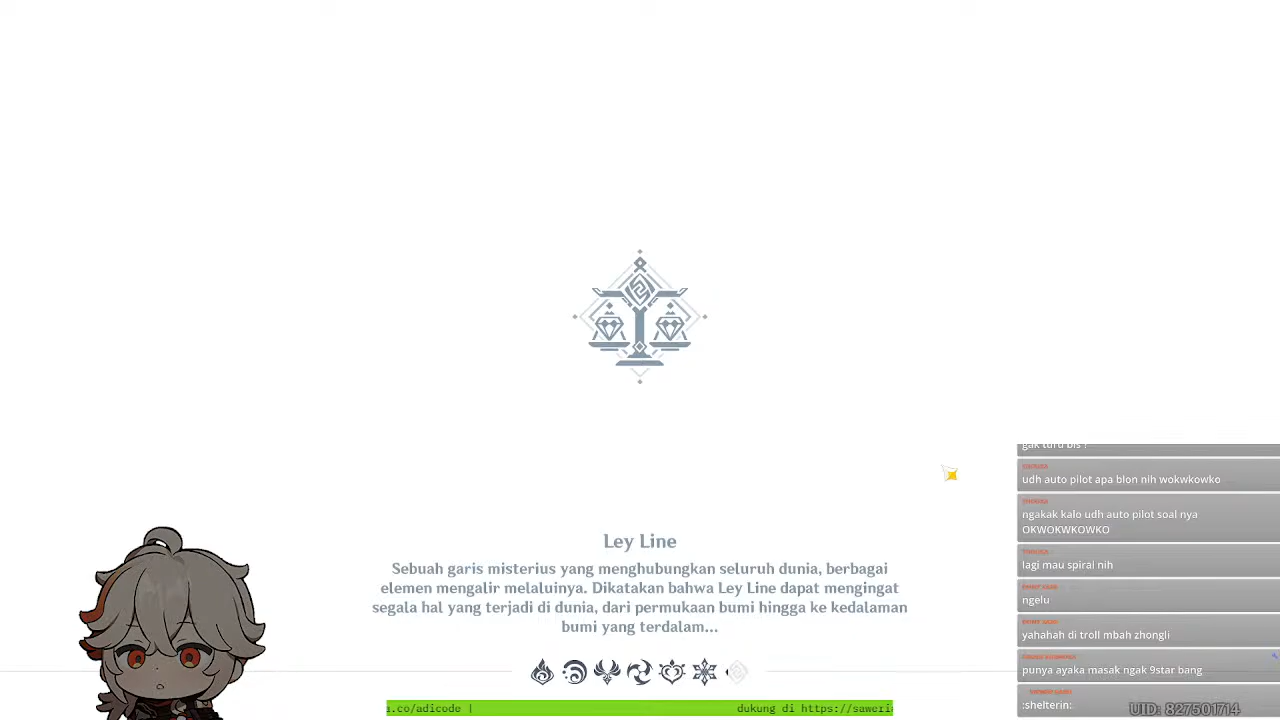 udh auto pilot apa blon nih wokwkowko
ngakak kalo udh auto pilot soal nya
OKWOKWKOWKO
lagi mau spiral nih
ngelu
yahahah di troll mbah zhongli
punya ayaka masak ngak 9star bang
:shelterin:
Ley Line
Sebuah garis misterius yang menghubungkan seluruh dunia, berbagai
elemen mengalir melaluinya. Dikatakan bahwa Ley Line dapat mengingat
segala hal yang terjadi di dunia, dari permukaan bumi hingga ke kedalaman
bumi yang terdalam...
.co/adicode | dukung di https://saweri
UID: 827501714